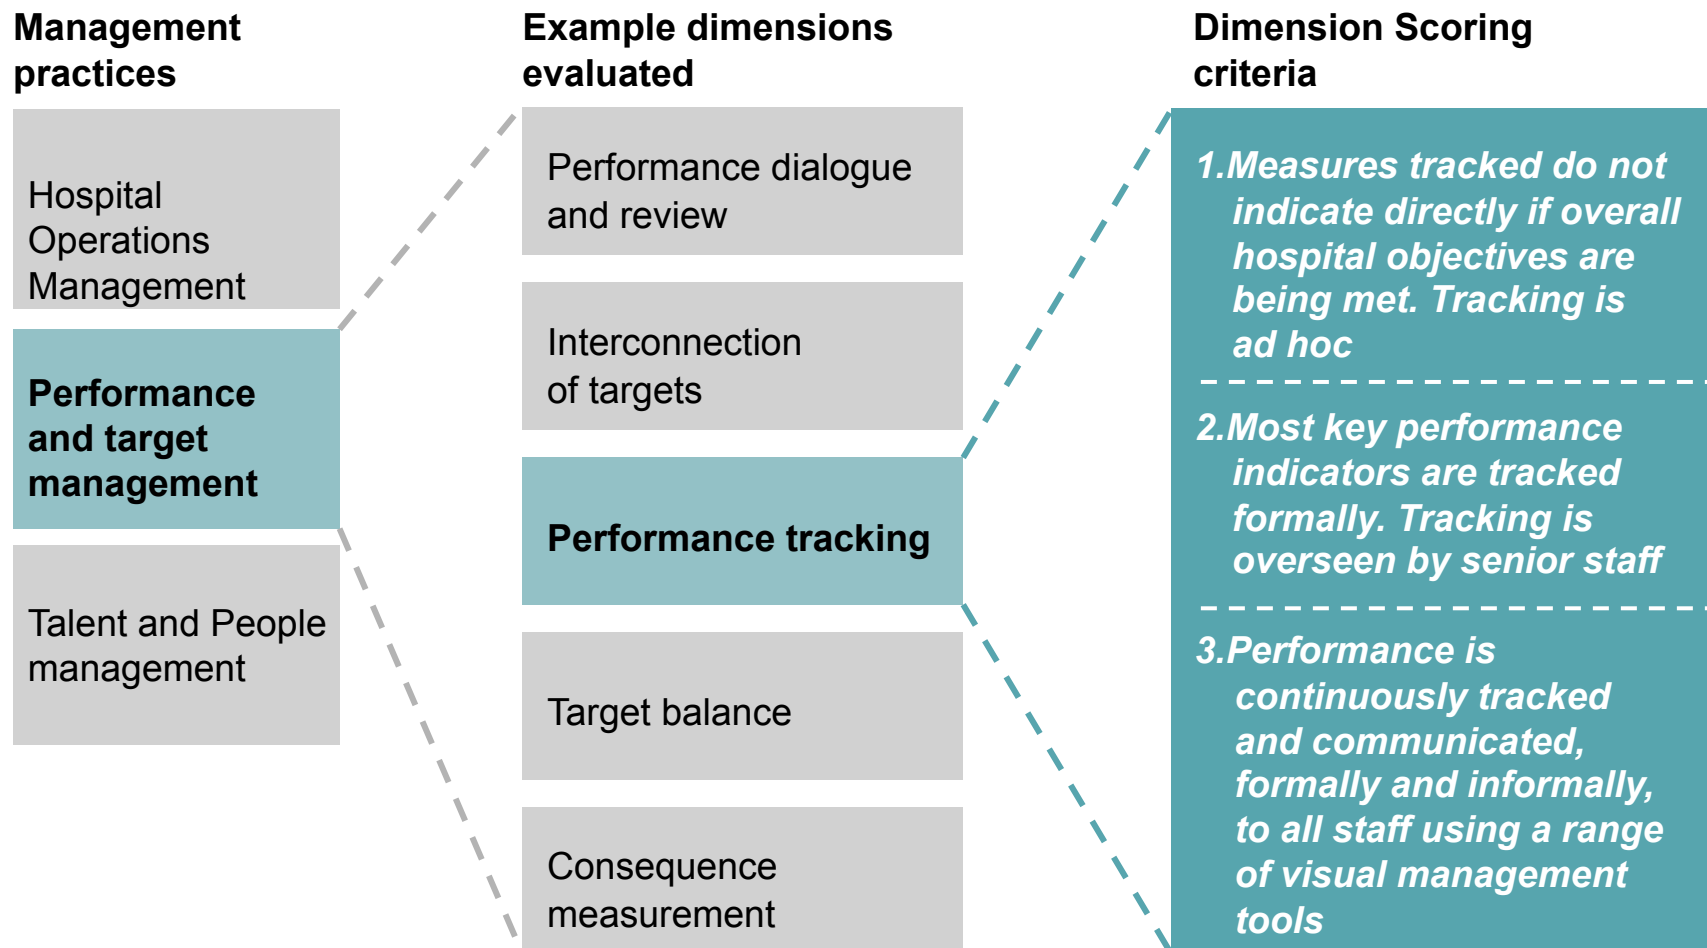 Management
practices
Hospital
Operations
Management
Performance
and target
management
Talent and People
management
Example dimensions
evaluated
Performance dialogue
and review
Interconnection
of targets
Performance tracking
Target balance
Consequence
measurement
Dimension Scoring
criteria
1.Measures tracked do not
indicate directly if overall
hospital objectives are
being met. Tracking is
ad hoc
2.Most key performance
indicators are tracked
formally. Tracking is
overseen by senior staff
3.Performance is
continuously tracked
and communicated,
formally and informally,
to all staff using a range
of visual management
tools